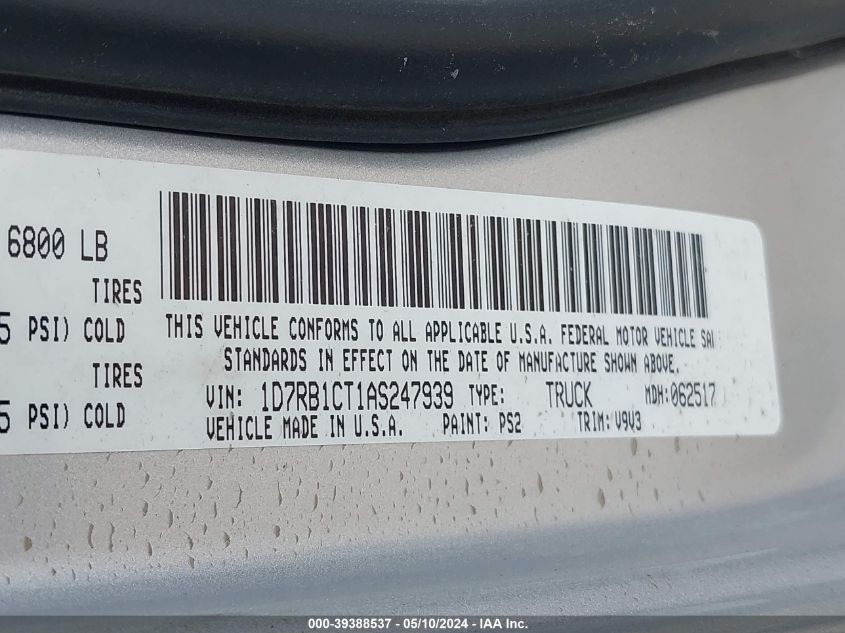 6800 LB
TIRES
5 PSI) COLD
THIS VEHICLE CONFORMS TO ALL APPLICABLE U.S.A. FEDERAL MOTOR VEHICLE SA
STANDARDS IN EFFECT ON THE DATE OF MANUFACTURE SHOWN ABOVE.
TIRES
VIN: 1D7RB1CT1AS247939 TYPE: TRUCK MDH: 062517
5 PSI) COLD
VEHICLE MADE IN U.S.A. PAINT: PS2 TRIM: V9V3
000-39388537 - 05/10/2024 - IAA Inc.